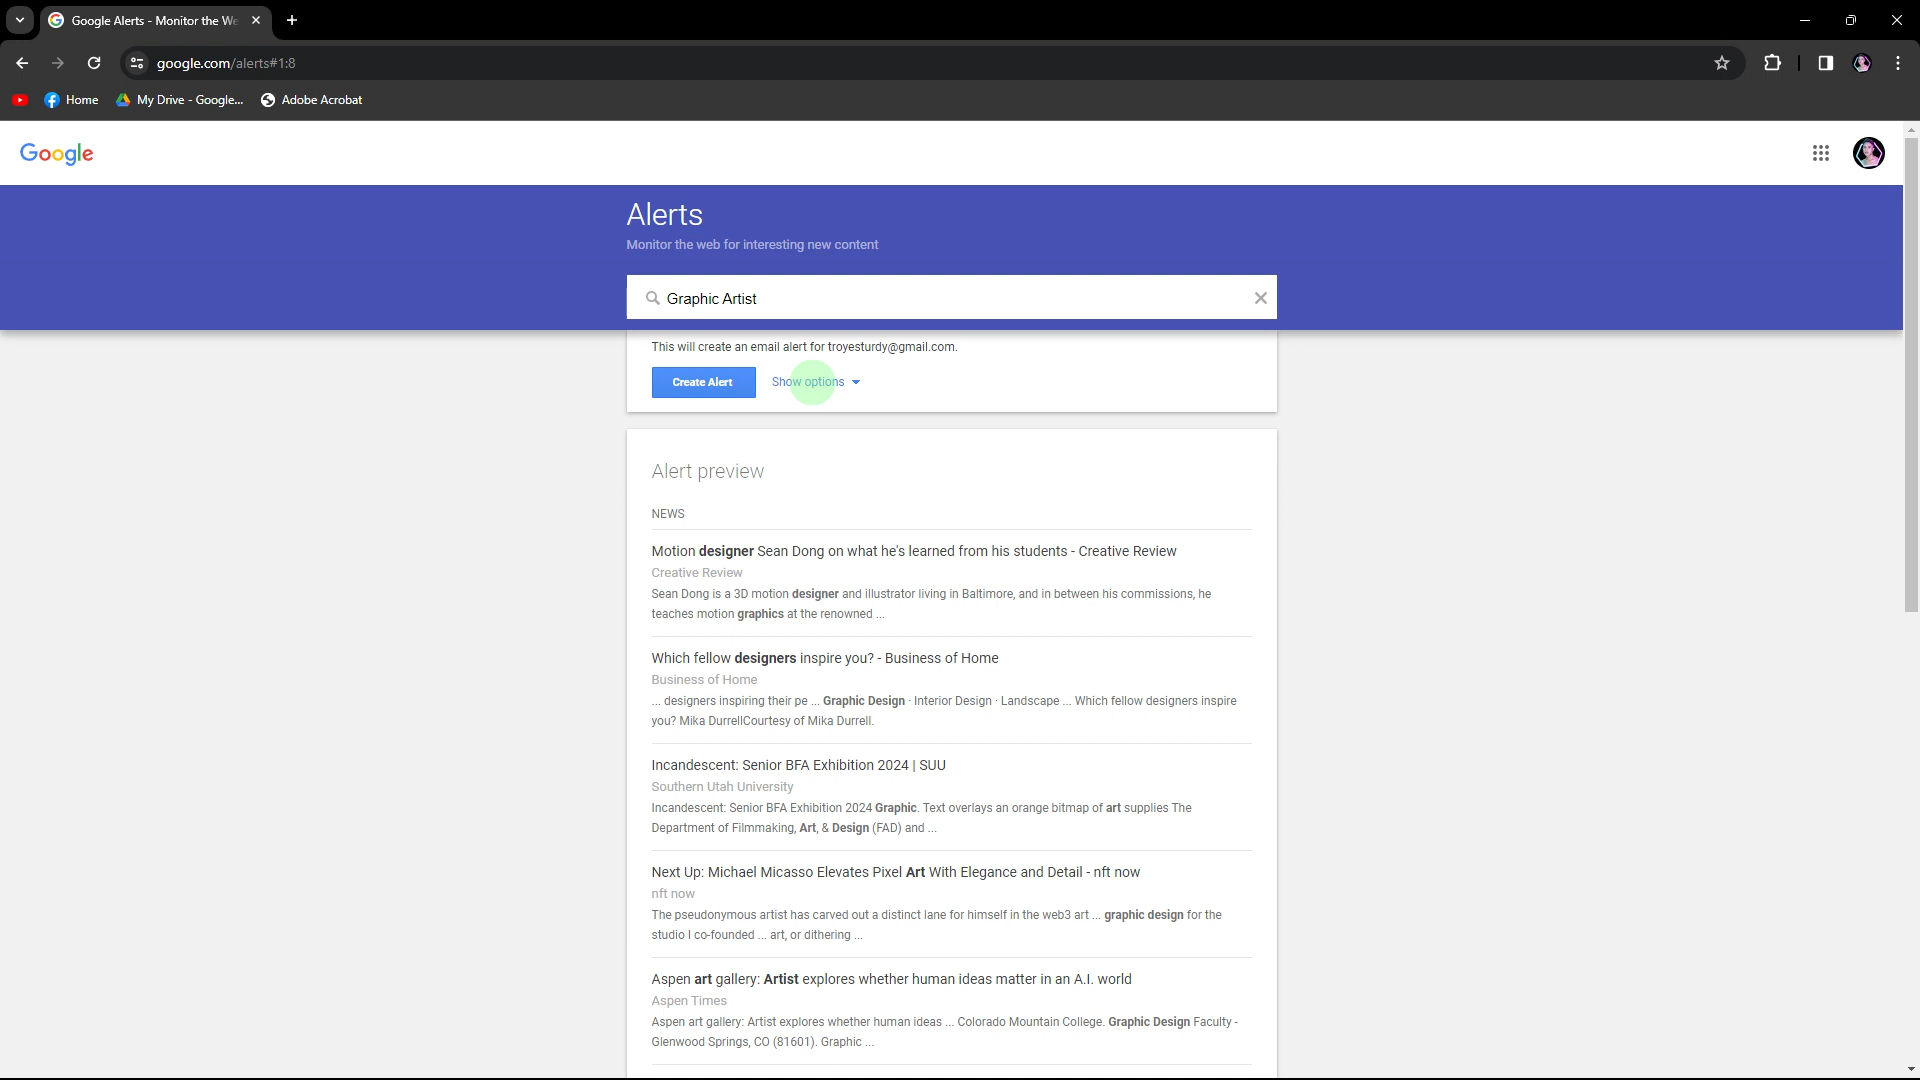 Google Alerts - Monitor the We
google.com/alerts#1:8
Home
My Drive - Google...
Adobe Acrobat
Google
Alerts
Monitor the web for interesting new content
Graphic Artist
This will create an email alert for troyesturdy@gmail.com.
Create Alert
Show options
Alert preview
NEWS
Motion designer Sean Dong on what he's learned from his students - Creative Review
Creative Review
Sean Dong is a 3D motion designer and illustrator living in Baltimore, and in between his commissions, he
teaches motion graphics at the renowned ...
Which fellow designers inspire you? - Business of Home
Business of Home
... designers inspiring their pe ... Graphic Design · Interior Design · Landscape ... Which fellow designers inspire
you? Mika DurrellCourtesy of Mika Durrell.
Incandescent: Senior BFA Exhibition 2024 | SUU
Southern Utah University
Incandescent: Senior BFA Exhibition 2024 Graphic. Text overlays an orange bitmap of art supplies The
Department of Filmmaking, Art, & Design (FAD) and ...
Next Up: Michael Micasso Elevates Pixel Art With Elegance and Detail - nft now
nft now
The pseudonymous artist has carved out a distinct lane for himself in the web3 art ... graphic design for the
studio I co-founded ... art, or dithering ...
Aspen art gallery: Artist explores whether human ideas matter in an A.I. world
Aspen Times
Aspen art gallery: Artist explores whether human ideas ... Colorado Mountain College. Graphic Design Faculty -
Glenwood Springs, CO (81601). Graphic ...